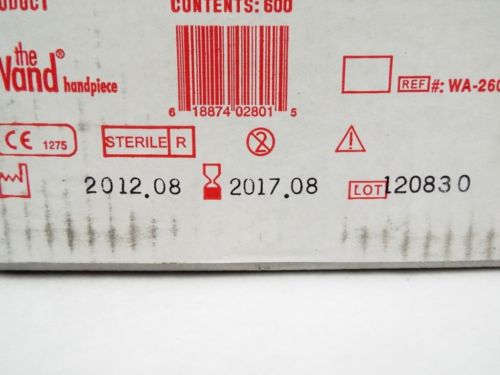 CONTENTS: 600
the
Wand® handpiece
6 18874 02801 5
REF #: WA-260
CE 1275
STERILE R
2
2012.08
2017.08
LOT 120830